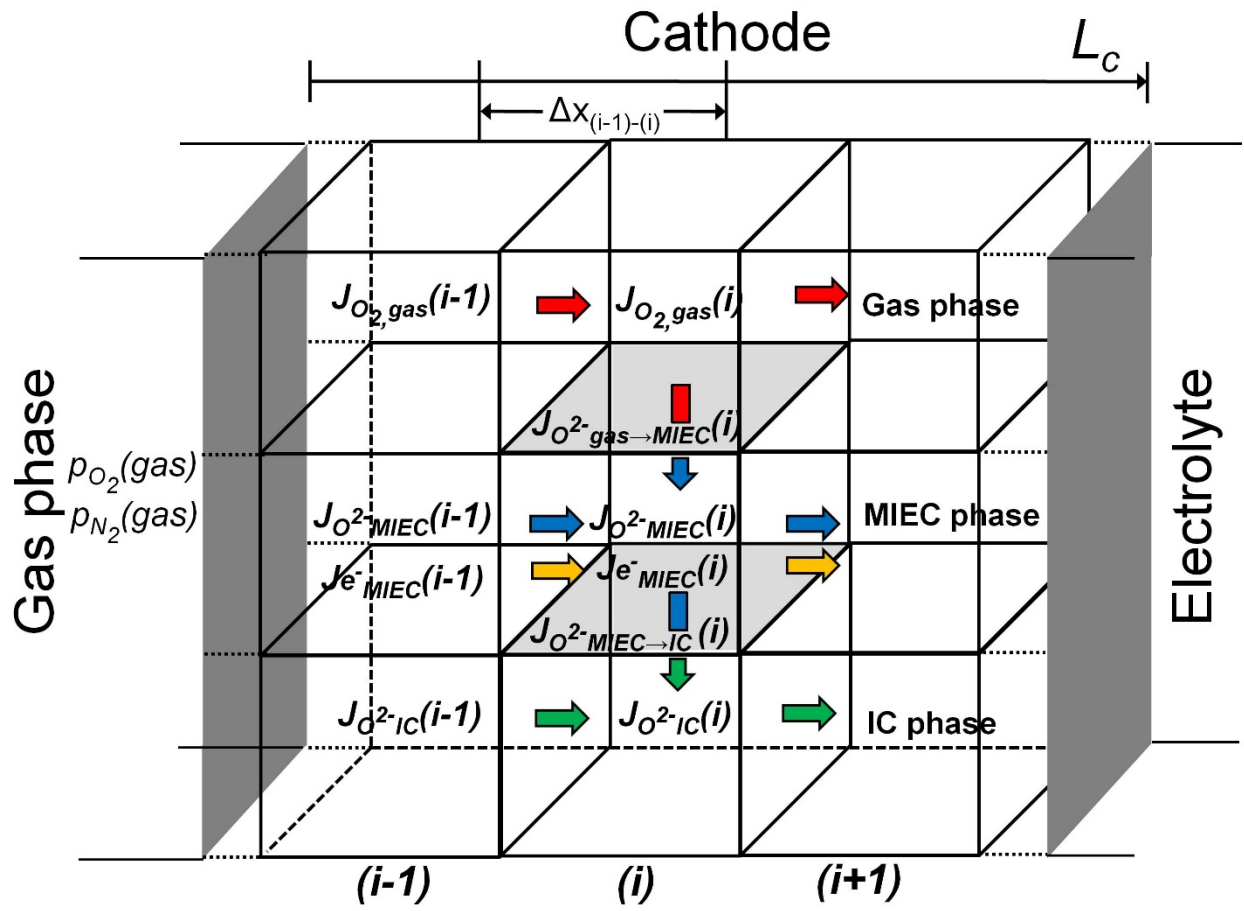 Cathode
L_C
Δx_(i-1)-(i)
J_O₂,gas(i-1)
J_O₂,gas(i)
Gas phase
Gas phase
J_O²⁻gas→MIEC(i)
p_O₂(gas)
p_N₂(gas)
J_O²⁻MIEC(i-1)
J_O²⁻MIEC(i)
MIEC phase
Je⁻MIEC(i-1)
Je⁻MIEC(i)
J_O²⁻MIEC→IC(i)
Electrolyte
J_O²⁻IC(i-1)
J_O²⁻IC(i)
IC phase
(i-1)
(i)
(i+1)